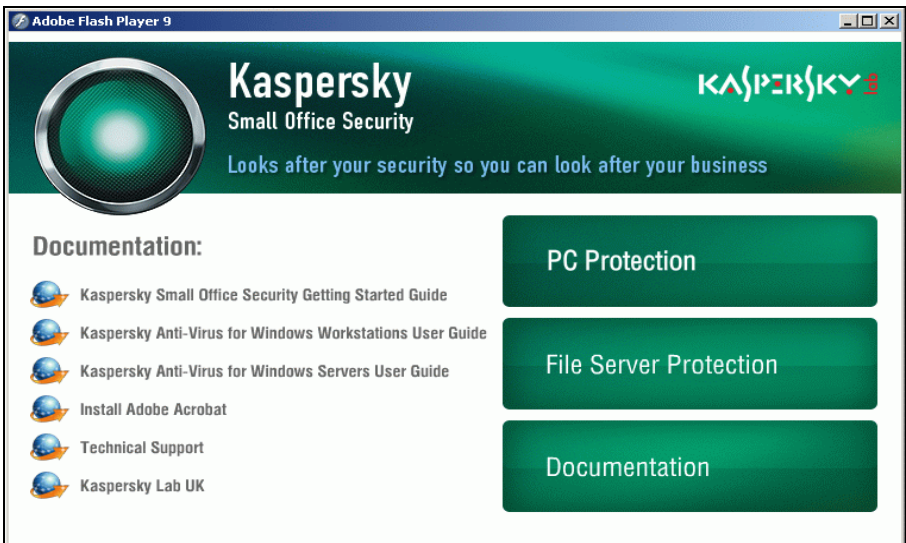 Adobe Flash Player 9
Kaspersky
Small Office Security
Looks after your security so you can look after your business
KASPERSKY lab
Documentation:
Kaspersky Small Office Security Getting Started Guide
Kaspersky Anti-Virus for Windows Workstations User Guide
Kaspersky Anti-Virus for Windows Servers User Guide
Install Adobe Acrobat
Technical Support
Kaspersky Lab UK
PC Protection
File Server Protection
Documentation